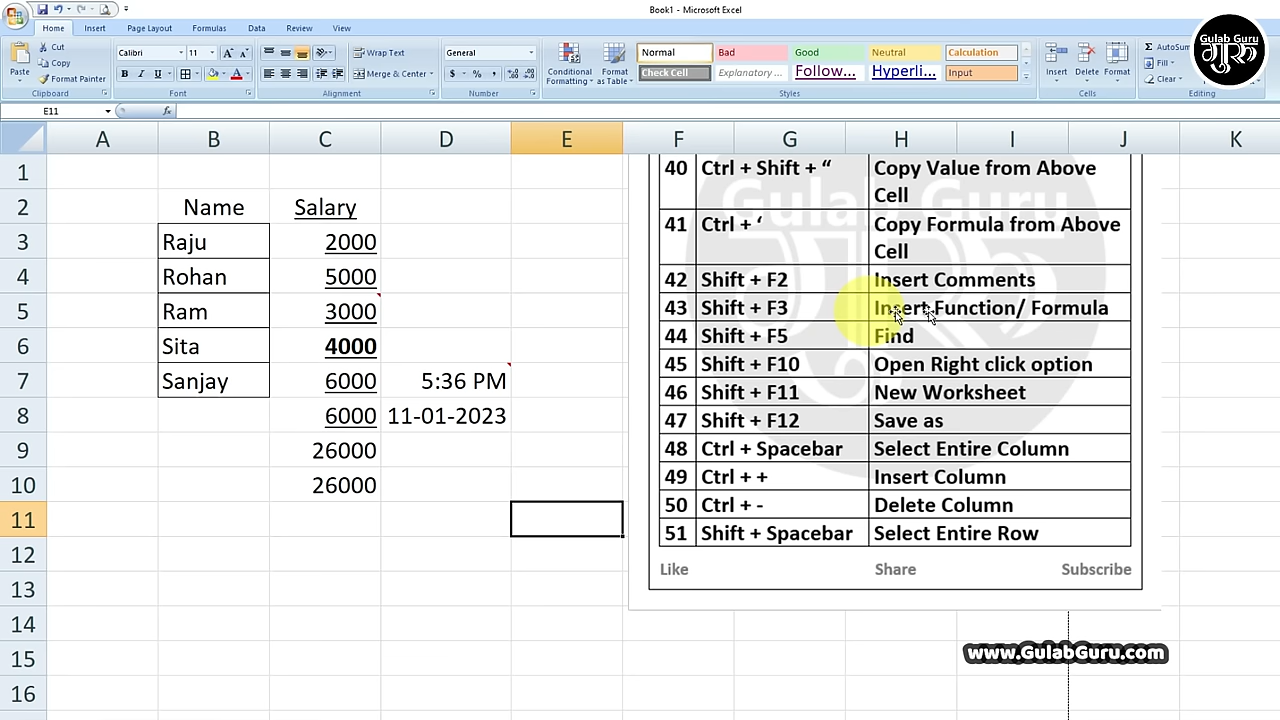 Book1 - Microsoft Excel
Home Insert Page Layout Formulas Data Review View
Cut
Copy
Format Painter
Paste
Clipboard
Calibri 11
Font
Wrap Text
Merge & Center
Alignment
General
Number
Conditional Formatting
Format as Table
Normal Bad Good Neutral Calculation
Check Cell Explanatory ... Follow... Hyperli... Input
Styles
Insert Delete Format
Cells
AutoSum
Fill
Clear
Editing
Gulab Guru
गुरू
E11 fx
A B C D E F G H I J K
1
2 Name Salary
3 Raju 2000
4 Rohan 5000
5 Ram 3000
6 Sita 4000
7 Sanjay 6000 5:36 PM
8 6000 11-01-2023
9 26000
10 26000
11
12
13
14
15
16
Gulab Guru
40 Ctrl + Shift + “ Copy Value from Above
Cell
41 Ctrl + ‘ Copy Formula from Above
Cell
42 Shift + F2 Insert Comments
43 Shift + F3 Insert Function/ Formula
44 Shift + F5 Find
45 Shift + F10 Open Right click option
46 Shift + F11 New Worksheet
47 Shift + F12 Save as
48 Ctrl + Spacebar Select Entire Column
49 Ctrl + + Insert Column
50 Ctrl + - Delete Column
51 Shift + Spacebar Select Entire Row
Like Share Subscribe
www.GulabGuru.com